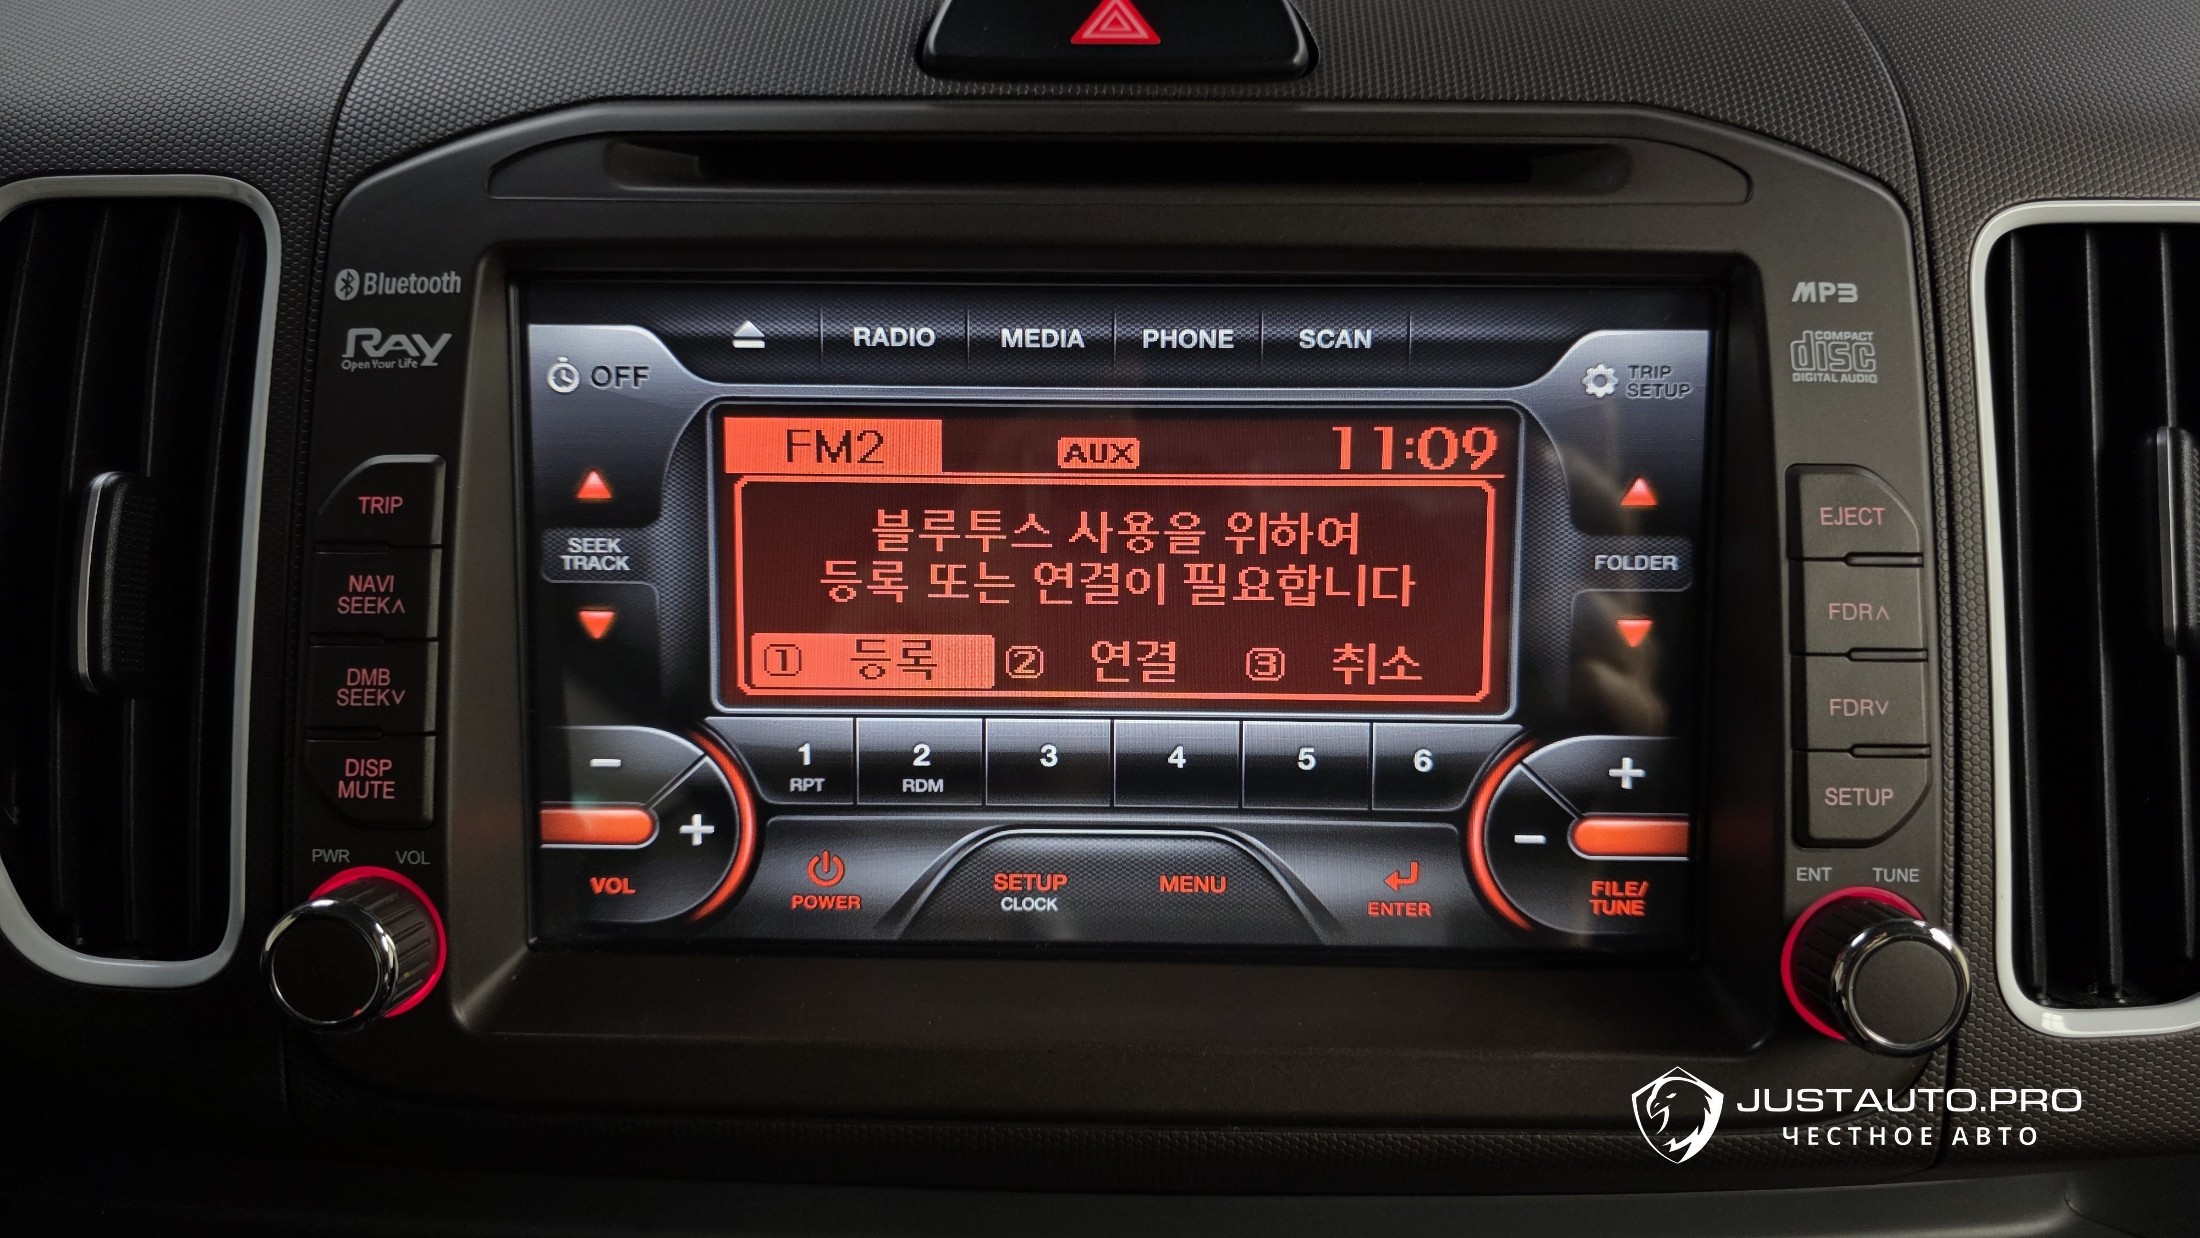 Bluetooth
RAY
Open Your Life
MP3
COMPACT
disc
DIGITAL AUDIO
RADIO
MEDIA
PHONE
SCAN
OFF
TRIP
SETUP
FM2
AUX
11:09
블루투스 사용을 위하여
등록 또는 연결이 필요합니다
① 등록 ② 연결 ③ 취소
SEEK
TRACK
FOLDER
TRIP
NAVI
SEEK∧
DMB
SEEK∨
DISP
MUTE
EJECT
FDR∧
FDR∨
SETUP
1
RPT
2
RDM
3
4
5
6
−
+
VOL
+
−
FILE/
TUNE
POWER
SETUP
CLOCK
MENU
ENTER
PWR VOL
ENT TUNE
JUSTAUTO.PRO
ЧЕСТНОЕ АВТО